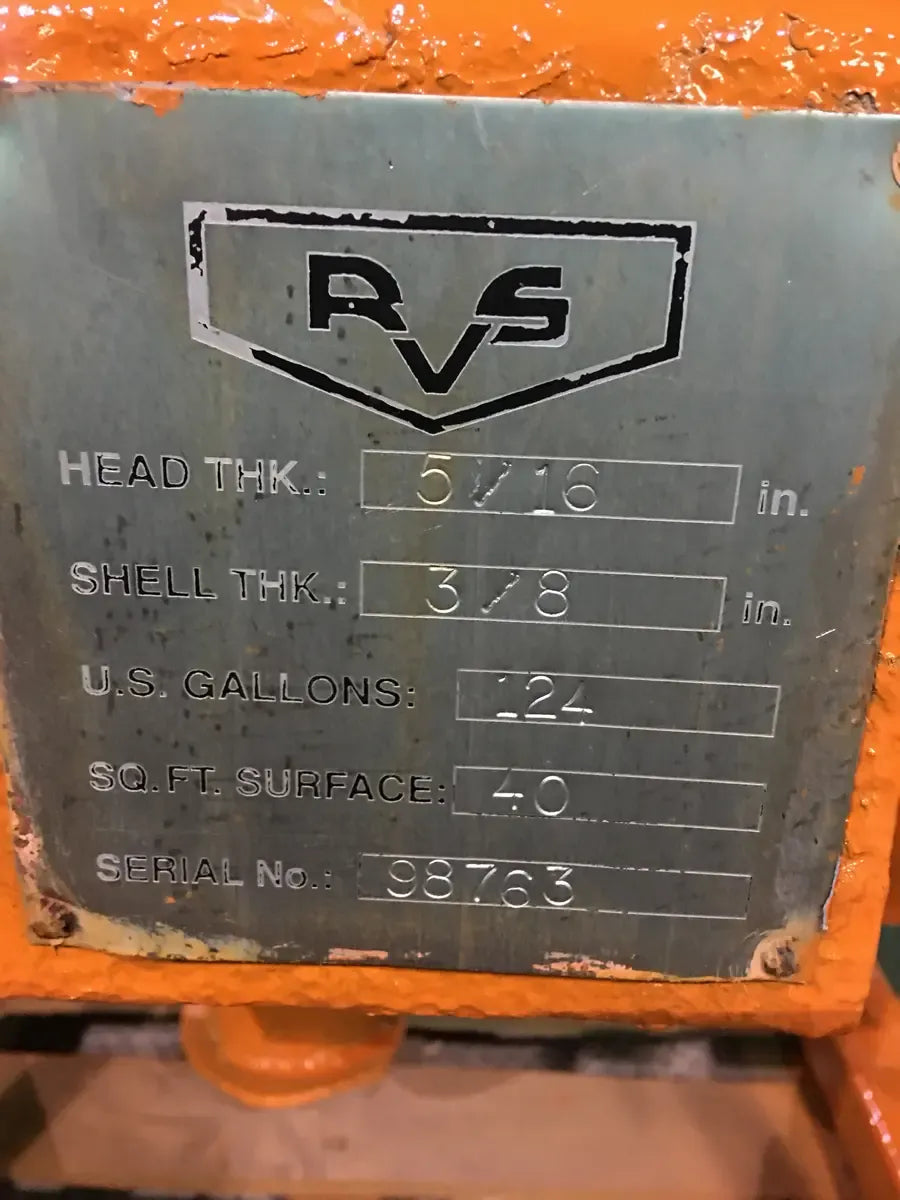 RVS
HEAD THK.: 5/16 in.
SHELL THK.: 3/8 in.
U.S. GALLONS: 124
SQ.FT. SURFACE: 40
SERIAL No.: 98763